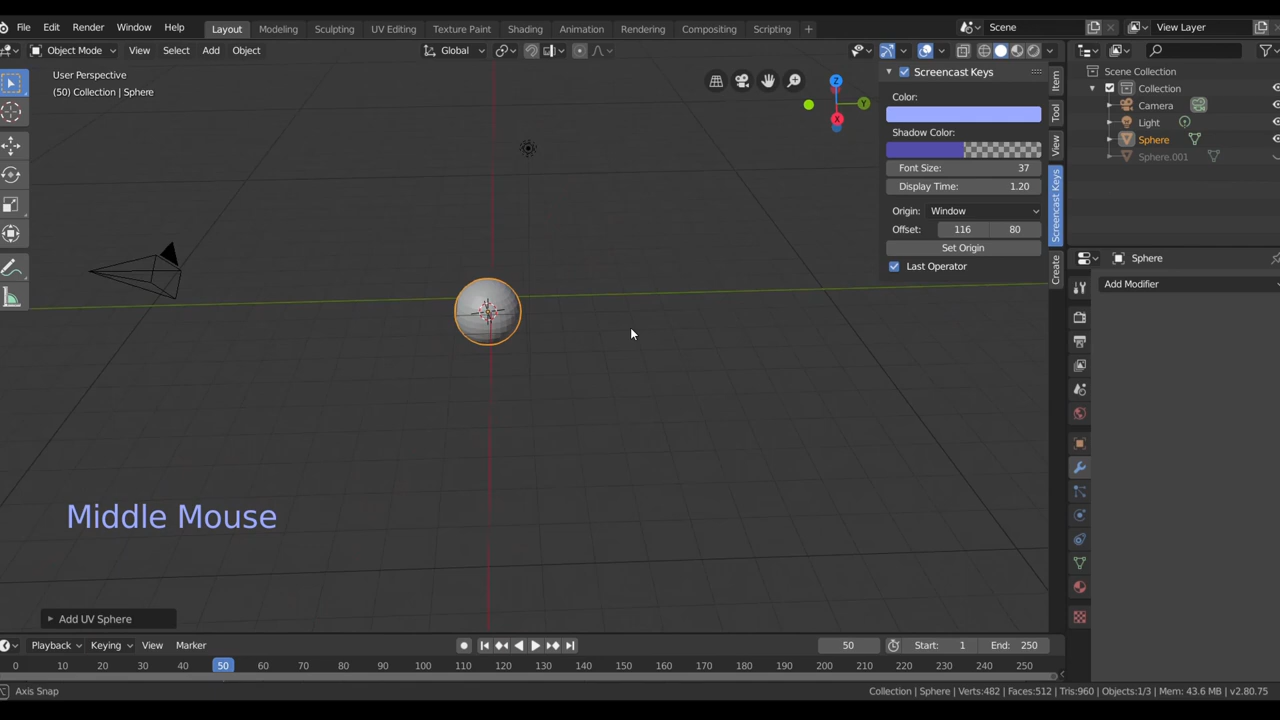 File Edit Render Window Help Layout Modeling Sculpting UV Editing Texture Paint Shading Animation Rendering Compositing Scripting + Scene View Layer
Object Mode View Select Add Object Global
User Perspective
(50) Collection | Sphere
Z
Y
X
Screencast Keys
Color:
Shadow Color:
Font Size: 37
Display Time: 1.20
Origin: Window
Offset: 116 80
Set Origin
Last Operator
Item
Tool
View
Screencast Keys
Create
Scene Collection
Collection
Camera
Light
Sphere
Sphere.001
Sphere
Add Modifier
Middle Mouse
Add UV Sphere
Playback Keying View Marker 50 Start: 1 End: 250
0 10 20 30 40 50 60 70 80 90 100 110 120 130 140 150 160 170 180 190 200 210 220 230 240 250
Axis Snap
Collection | Sphere | Verts:482 | Faces:512 | Tris:960 | Objects:1/3 | Mem: 43.6 MB | v2.80.75